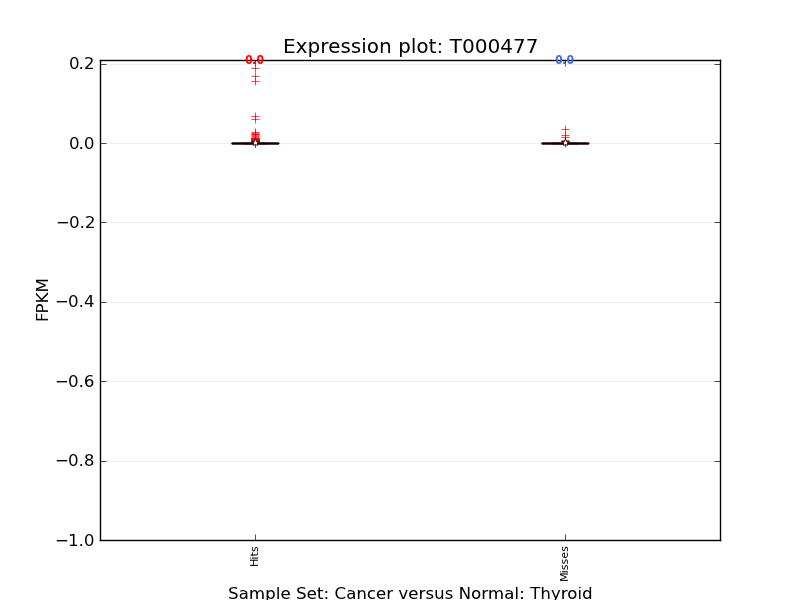 Expression plot: T000477
0.0
0.0
0.2
0.0
−0.2
−0.4
−0.6
−0.8
−1.0
FPKM
Hits
Misses
Sample Set: Cancer versus Normal: Thyroid